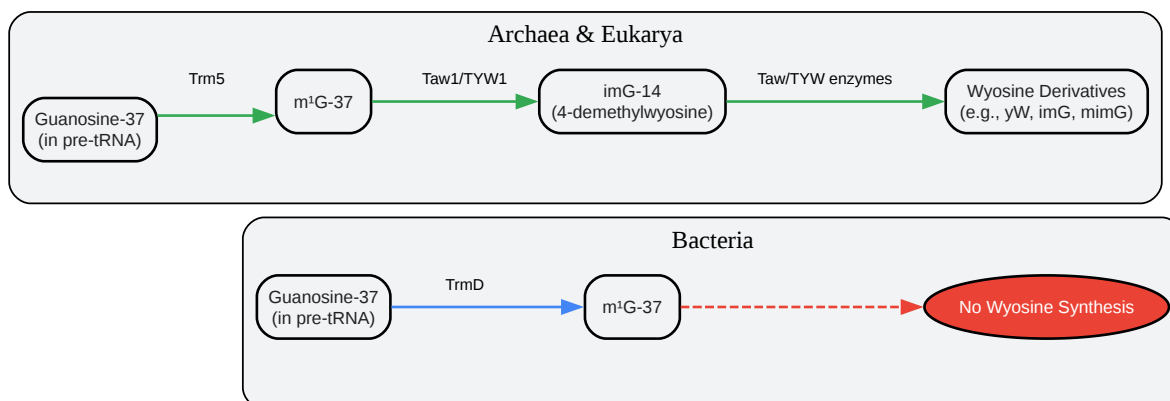 Archaea & Eukarya
Trm5
Taw1/TYW1
Taw/TYW enzymes
Guanosine-37
(in pre-tRNA)
m¹G-37
imG-14
(4-demethylwyosine)
Wyosine Derivatives
(e.g., yW, imG, mimG)
Bacteria
TrmD
Guanosine-37
(in pre-tRNA)
m¹G-37
No Wyosine Synthesis